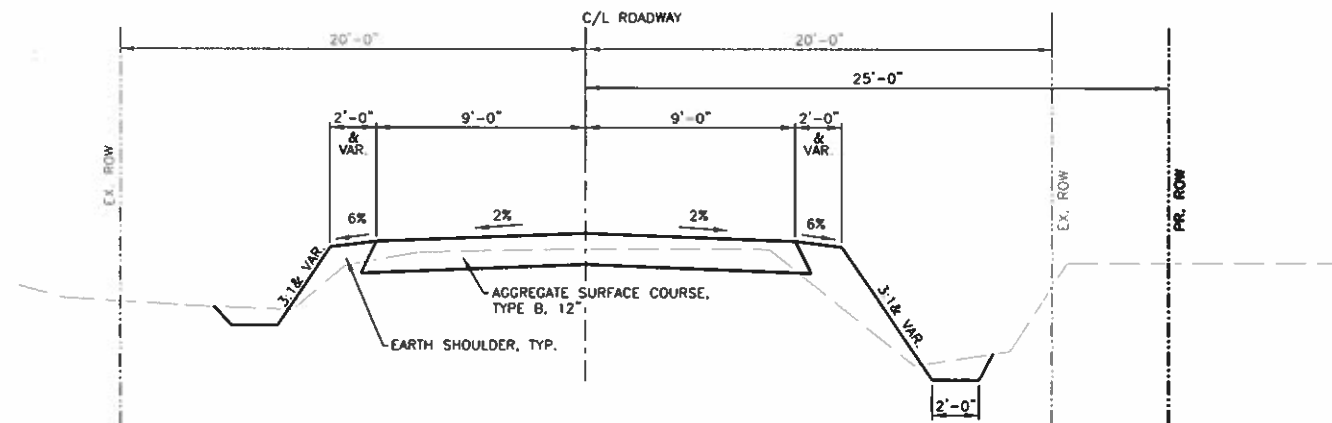 C/L ROADWAY
20'-0" 20'-0"
25'-0"
2'-0" 9'-0" 9'-0" 2'-0"
& &
VAR. VAR.
EX. ROW
EX. ROW
PR. ROW
6% 2% 2% 6%
3:1& VAR.
3:1& VAR.
AGGREGATE SURFACE COURSE,
TYPE B, 12"
EARTH SHOULDER, TYP.
2'-0"